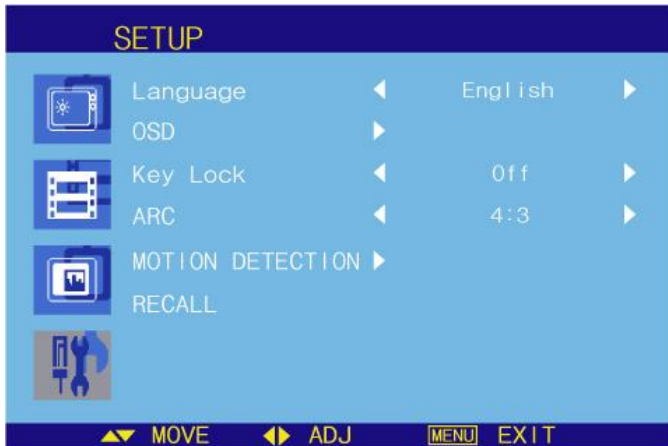 SETUP
Language English
OSD
Key Lock Off
ARC 4:3
MOTION DETECTION
RECALL
MOVE ADJ MENU EXIT